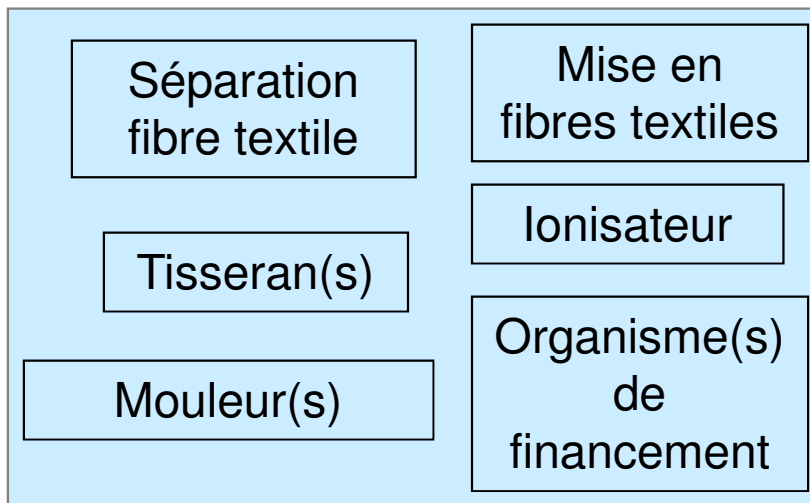 Séparation
fibre textile
Mise en
fibres textiles
Ionisateur
Tisseran(s)
Organisme(s)
de
financement
Mouleur(s)